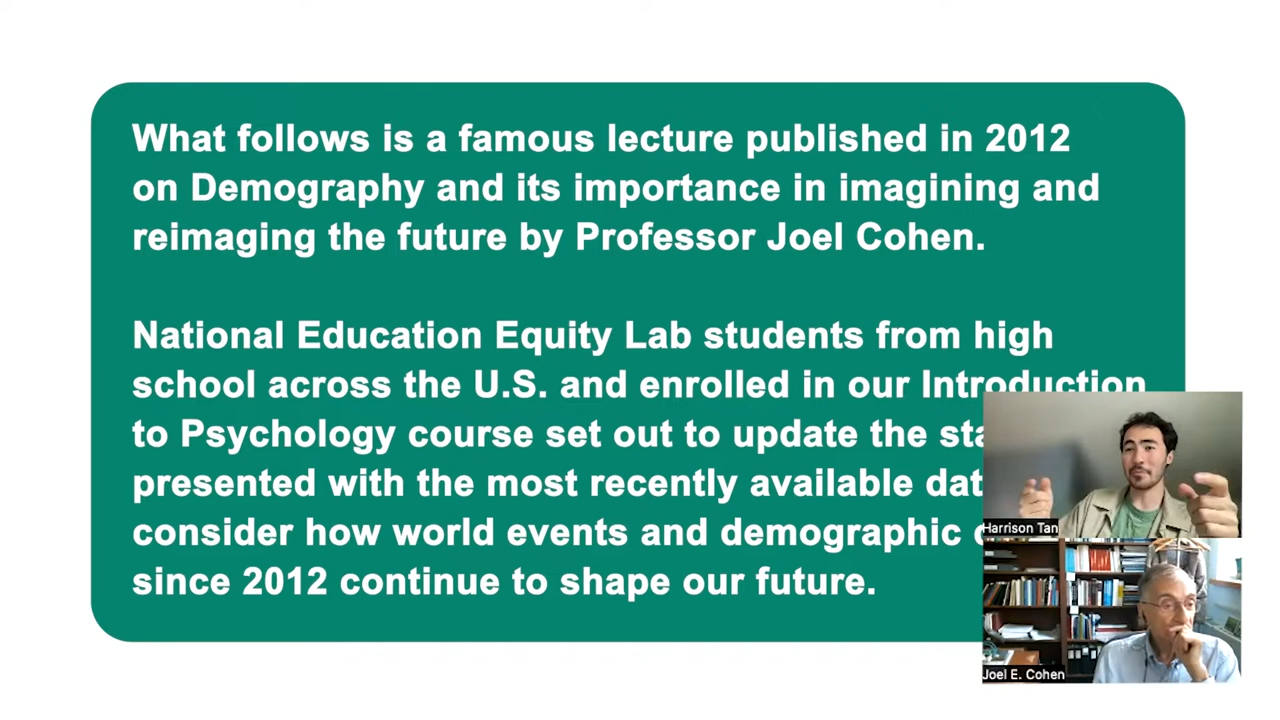 What follows is a famous lecture published in 2012
on Demography and its importance in imagining and
reimaging the future by Professor Joel Cohen.
National Education Equity Lab students from high
school across the U.S. and enrolled in our Introduction
to Psychology course set out to update the
presented with the most recently available
consider how world events and demographic
since 2012 continue to shape our future.
Harrison Tan
Joel E. Cohen